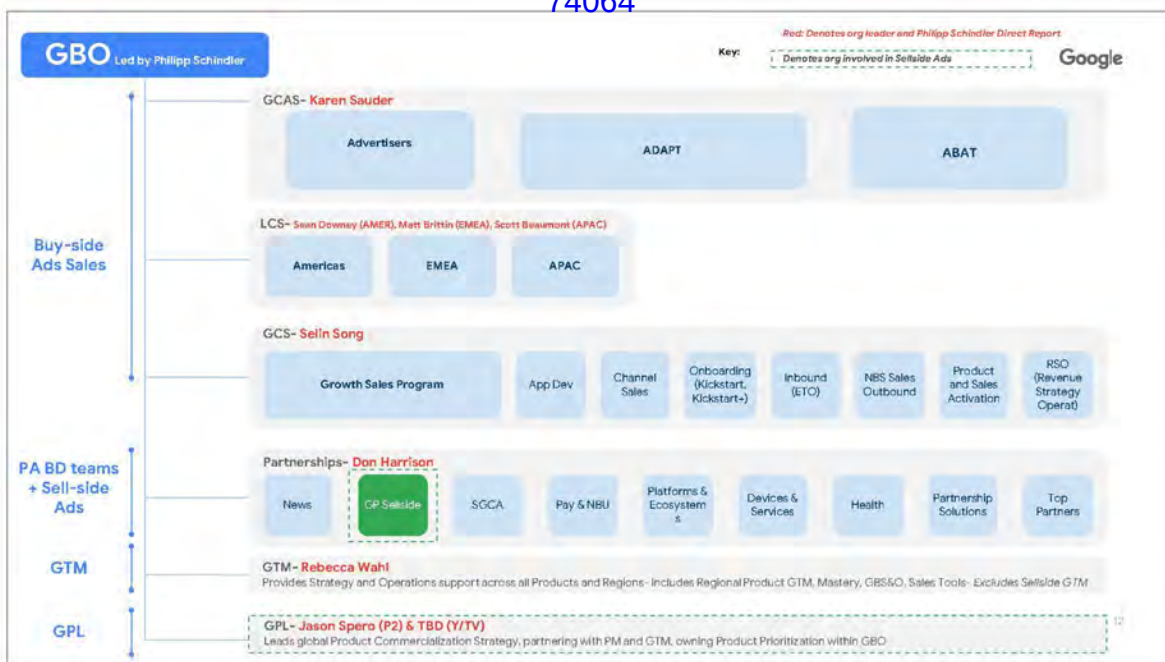 74064
GBO Led by Philipp Schindler
Red: Denotes org leader and Philipp Schindler Direct Report
Key:
Denotes org involved in Sellside Ads
Google
Buy-side
Ads Sales
GCAS- Karen Sauder
Advertisers
ADAPT
ABAT
LCS- Sean Downey (AMER), Matt Brittin (EMEA), Scott Beaumont (APAC)
Americas
EMEA
APAC
GCS- Selin Song
Growth Sales Program
App Dev
Channel
Sales
Onboarding
(Kickstart,
Kickstart+)
Inbound
(ETO)
NBS Sales
Outbound
Product
and Sales
Activation
RSO
(Revenue
Strategy
Operat)
PA BD teams
+ Sell-side
Ads
Partnerships- Don Harrison
News
GP Sellside
SGCA
Pay & NBU
Platforms &
Ecosystem
s
Devices &
Services
Health
Partnership
Solutions
Top
Partners
GTM
GTM- Rebecca Wahl
Provides Strategy and Operations support across all Products and Regions- includes Regional Product GTM, Mastery, GBS&O, Sales Tools- Excludes Sellside GTM
GPL
GPL- Jason Spero (P2) & TBD (Y/TV)
Leads global Product Commercialization Strategy, partnering with PM and GTM, owning Product Prioritization within GBO
12